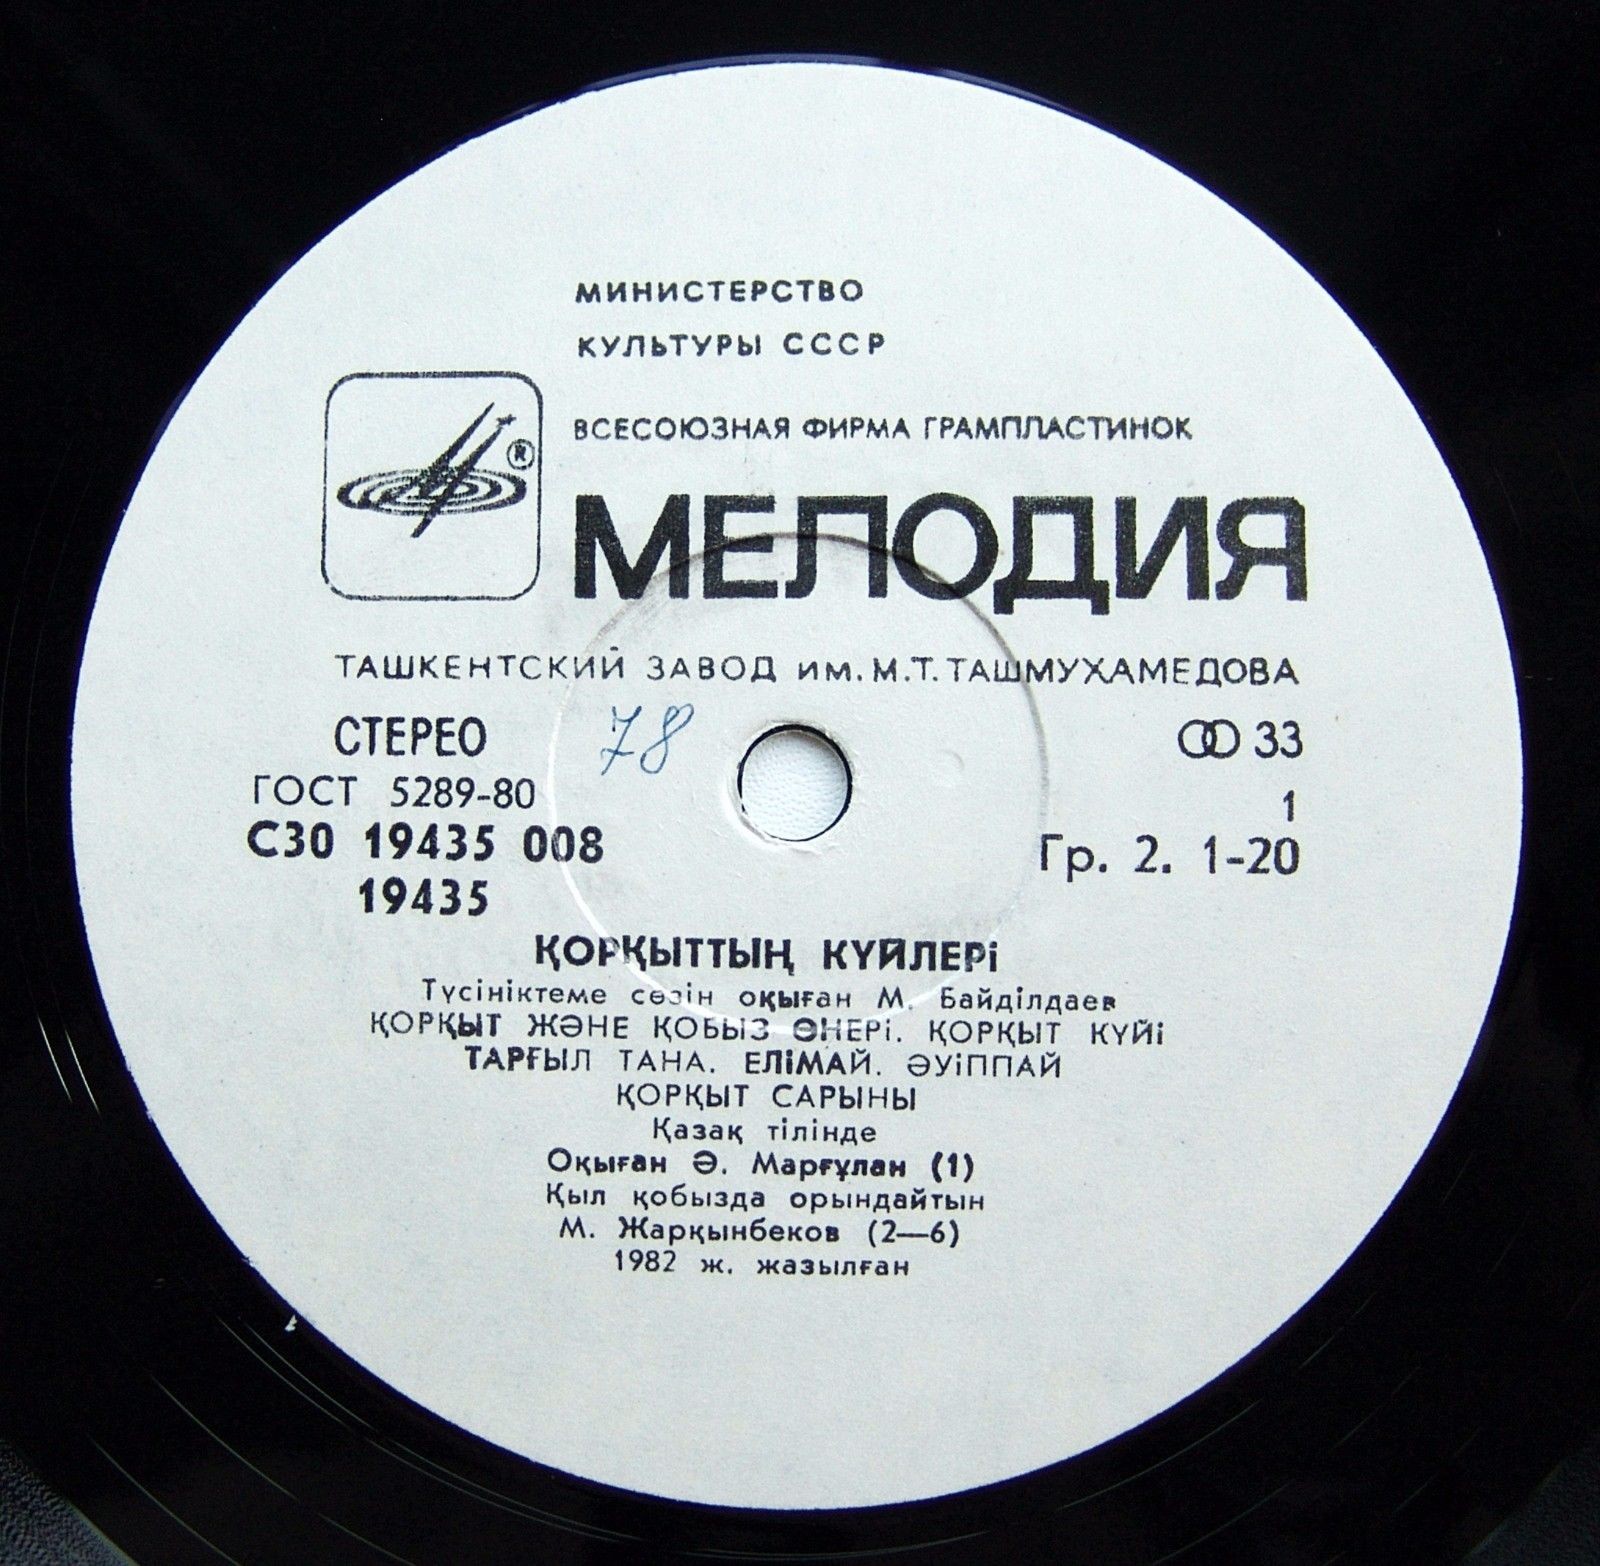 МИНИСТЕРСТВО
КУЛЬТУРЫ СССР
ВСЕСОЮЗНАЯ ФИРМА ГРАМПЛАСТИНОК
®
МЕЛОДИЯ
ТАШКЕНТСКИЙ ЗАВОД им. М.Т. ТАШМУХАМЕДОВА
СТЕРЕО 78 33
ГОСТ 5289-80 1
С30 19435 008 Гр. 2. 1-20
19435
ҚОРҚЫТТЫҢ КҮЙЛЕРі
Түсініктеме сөзін оқыған М. Байділдаев
ҚОРҚЫТ ЖӘНЕ ҚОБЫЗ ӨНЕРі. ҚОРҚЫТ КҮЙі
ТАРҒЫЛ ТАНА. ЕЛіМАЙ. ӘУіППАЙ
ҚОРҚЫТ САРЫНЫ
Қазақ тілінде
Оқыған Ә. Марғұлан (1)
Қыл қобызда орындайтын
М. Жарқынбеков (2—6)
1982 ж. жазылған